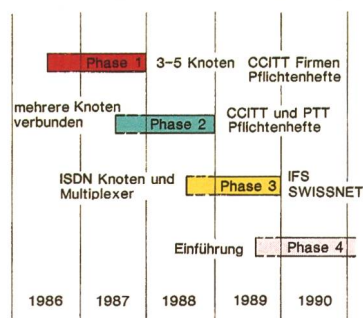 Phase 1 3–5 Knoten CCITT Firmen
Pflichtenhefte
mehrere Knoten
verbunden
Phase 2
CCITT und PTT
Pflichtenhefte
ISDN Knoten und
Multiplexer
Phase 3
IFS
SWISSNET
Einführung Phase 4
1986 1987 1988 1989 1990